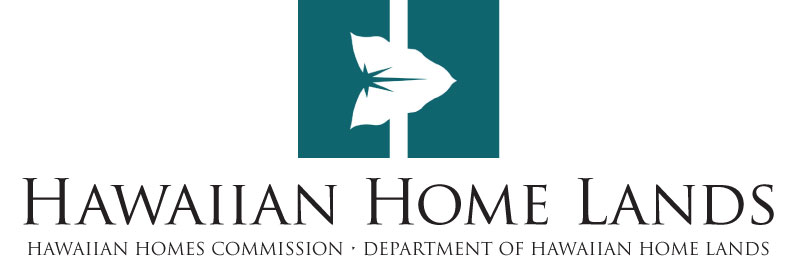 HAWAIIAN HOME LANDS
HAWAIIAN HOMES COMMISSION · DEPARTMENT OF HAWAIIAN HOME LANDS